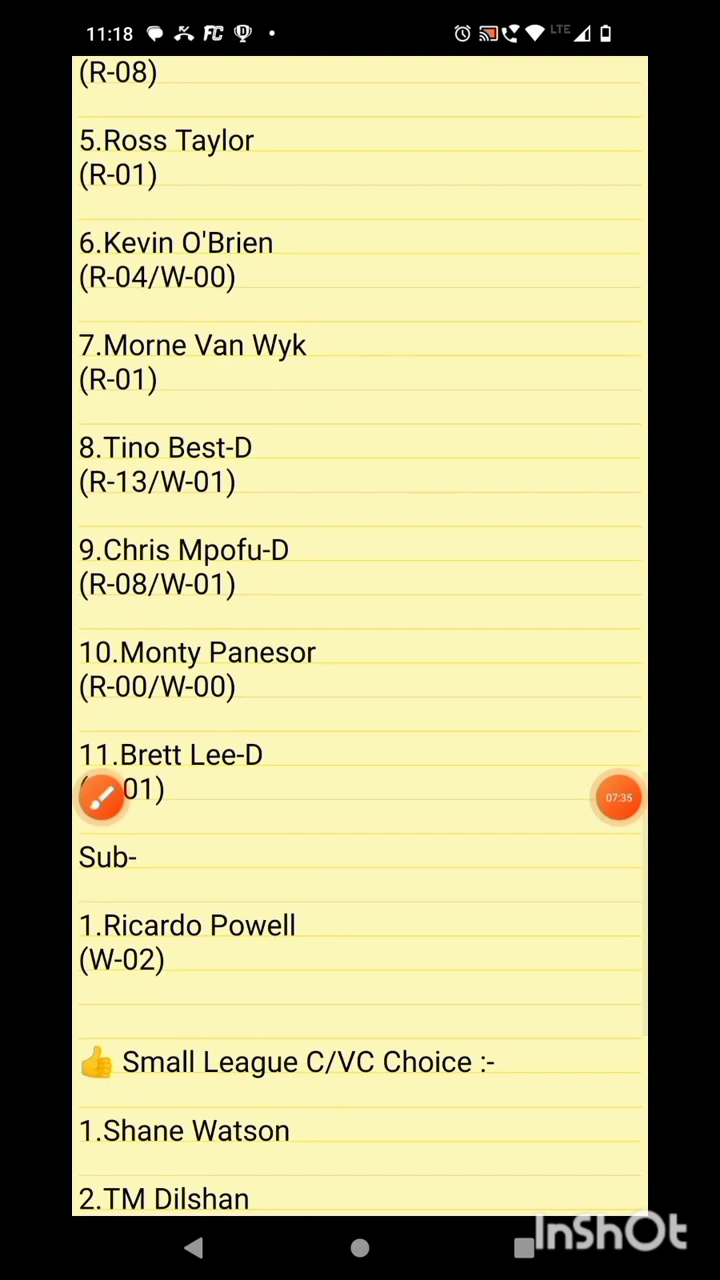 11:18 FC D LTE
(R-08)
5.Ross Taylor
(R-01)
6.Kevin O'Brien
(R-04/W-00)
7.Morne Van Wyk
(R-01)
8.Tino Best-D
(R-13/W-01)
9.Chris Mpofu-D
(R-08/W-01)
10.Monty Panesor
(R-00/W-00)
11.Brett Lee-D
01)
07:35
Sub-
1.Ricardo Powell
(W-02)
👍 Small League C/VC Choice :-
1.Shane Watson
2.TM Dilshan
InShOt